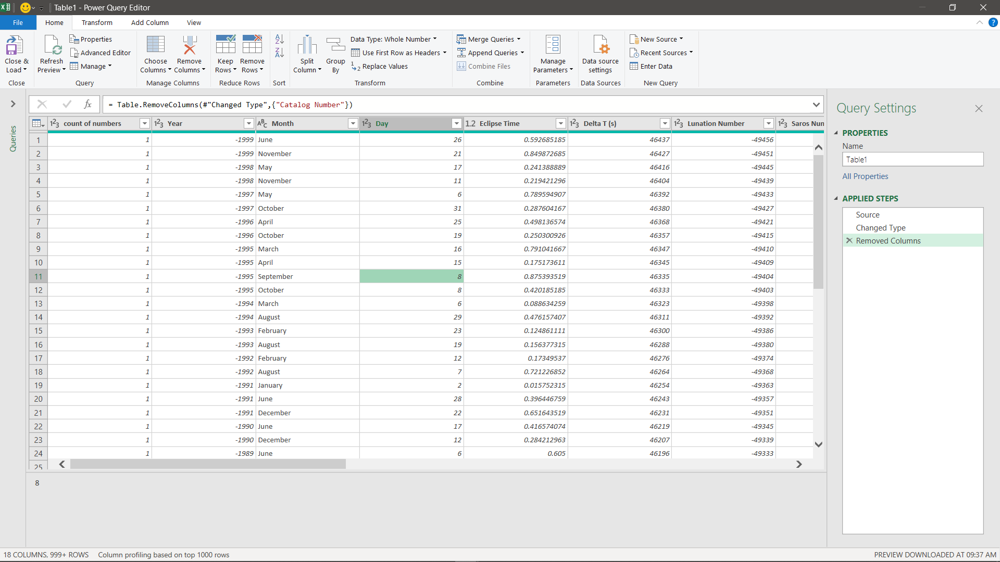 Table1 - Power Query Editor
File Home Transform Add Column View
Close & Load
Close
Refresh Preview
Properties
Advanced Editor
Manage
Query
Choose Columns
Remove Columns
Manage Columns
Keep Rows
Remove Rows
Reduce Rows
Sort
Split Column
Group By
Data Type: Whole Number
Use First Row as Headers
Replace Values
Transform
Merge Queries
Append Queries
Combine Files
Combine
Manage Parameters
Parameters
Data source settings
Data Sources
New Source
Recent Sources
Enter Data
New Query
Queries
fx = Table.RemoveColumns(#"Changed Type",{"Catalog Number"})
count of numbers Year Month Day 1.2 Eclipse Time Delta T (s) Lunation Number Saros Num
1 1 -1999 June 26 0.592685185 46437 -49456
2 1 -1999 November 21 0.849872685 46427 -49451
3 1 -1998 May 17 0.241388889 46416 -49445
4 1 -1998 November 11 0.219421296 46404 -49439
5 1 -1997 May 6 0.789594907 46392 -49433
6 1 -1997 October 31 0.287604167 46380 -49427
7 1 -1996 April 25 0.498136574 46368 -49421
8 1 -1996 October 19 0.250300926 46357 -49415
9 1 -1995 March 16 0.791041667 46347 -49410
10 1 -1995 April 15 0.175173611 46345 -49409
11 1 -1995 September 8 0.875393519 46335 -49404
12 1 -1995 October 8 0.420185185 46333 -49403
13 1 -1994 March 6 0.088634259 46323 -49398
14 1 -1994 August 29 0.476157407 46311 -49392
15 1 -1993 February 23 0.124861111 46300 -49386
16 1 -1993 August 19 0.156377315 46288 -49380
17 1 -1992 February 12 0.17349537 46276 -49374
18 1 -1992 August 7 0.721226852 46264 -49368
19 1 -1991 January 2 0.015752315 46254 -49363
20 1 -1991 June 28 0.396446759 46243 -49357
21 1 -1991 December 22 0.651643519 46231 -49351
22 1 -1990 June 17 0.416574074 46219 -49345
23 1 -1990 December 12 0.284212963 46207 -49339
24 1 -1989 June 6 0.605 46196 -49333
25
8
Query Settings
PROPERTIES
Name
Table1
All Properties
APPLIED STEPS
Source
Changed Type
Removed Columns
18 COLUMNS, 999+ ROWS Column profiling based on top 1000 rows
PREVIEW DOWNLOADED AT 09:37 AM